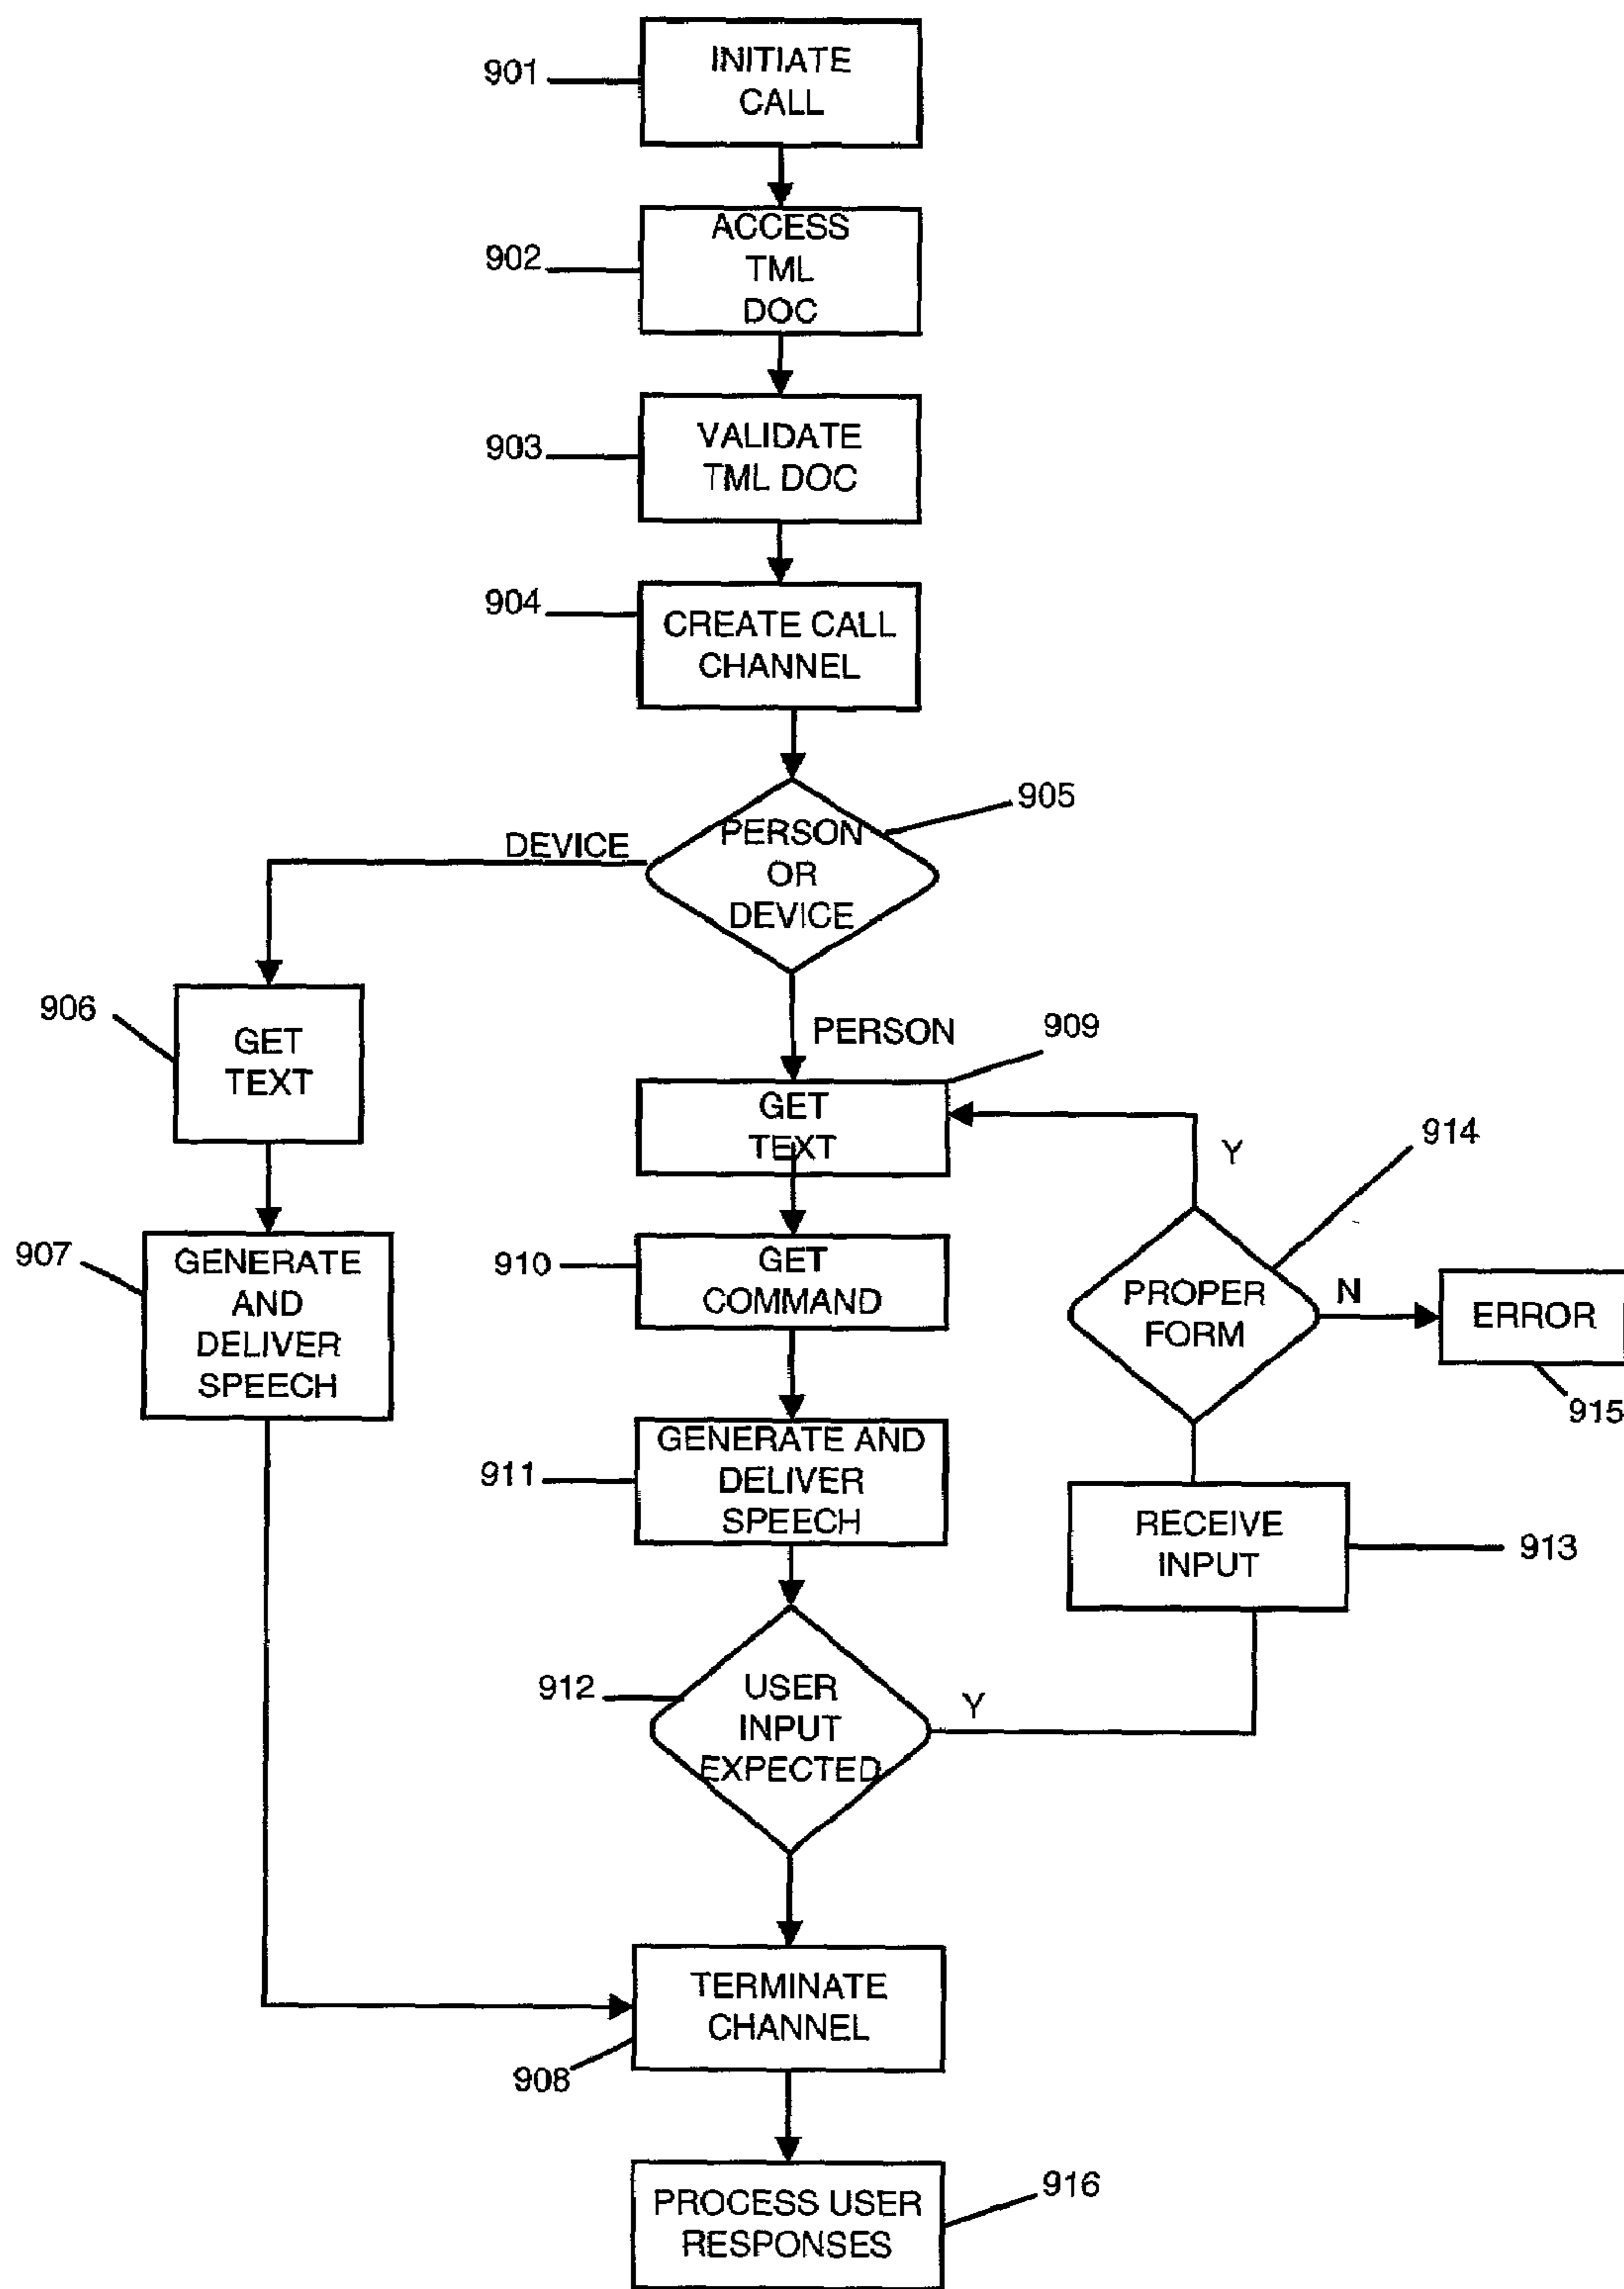 901
INITIATE
CALL
902
ACCESS
TML
DOC
903
VALIDATE
TML DOC
904
CREATE CALL
CHANNEL
905
PERSON
OR
DEVICE
DEVICE
906
GET
TEXT
PERSON
909
GET
TEXT
Y
914
907
GENERATE
AND
DELIVER
SPEECH
910
GET
COMMAND
PROPER
FORM
N
ERROR
915
911
GENERATE AND
DELIVER
SPEECH
RECEIVE
INPUT
913
912
USER
INPUT
EXPECTED
Y
TERMINATE
CHANNEL
908
PROCESS USER
RESPONSES
916